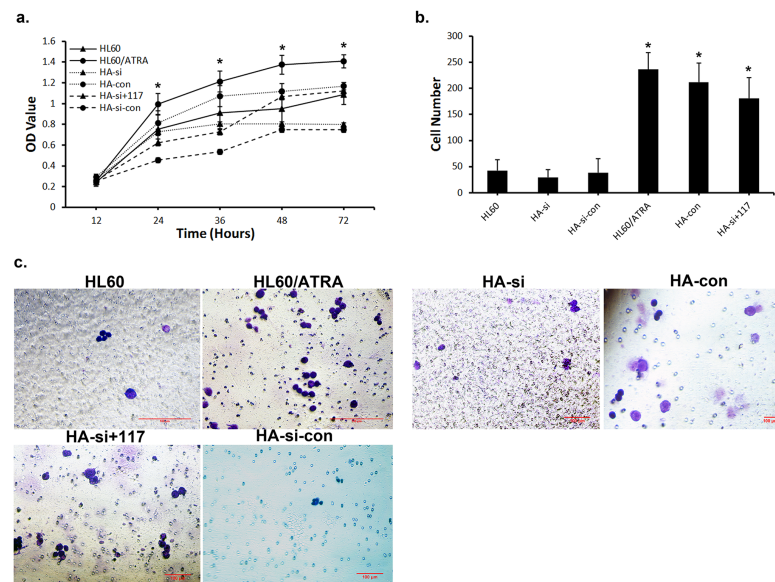 a.
1.6
1.4
1.2
1
0.8
0.6
0.4
0.2
0
OD Value
12 24 36 48 72
Time (Hours)
HL60
HL60/ATRA
HA-si
HA-con
HA-si+117
HA-si-con
* * * *
b.
300
250
200
150
100
50
0
Cell Number
* * *
HL60 HA-si HA-si-con HL60/ATRA HA-con HA-si+117
c.
HL60 HL60/ATRA HA-si HA-con
HA-si+117 HA-si-con
100 μm
100 μm